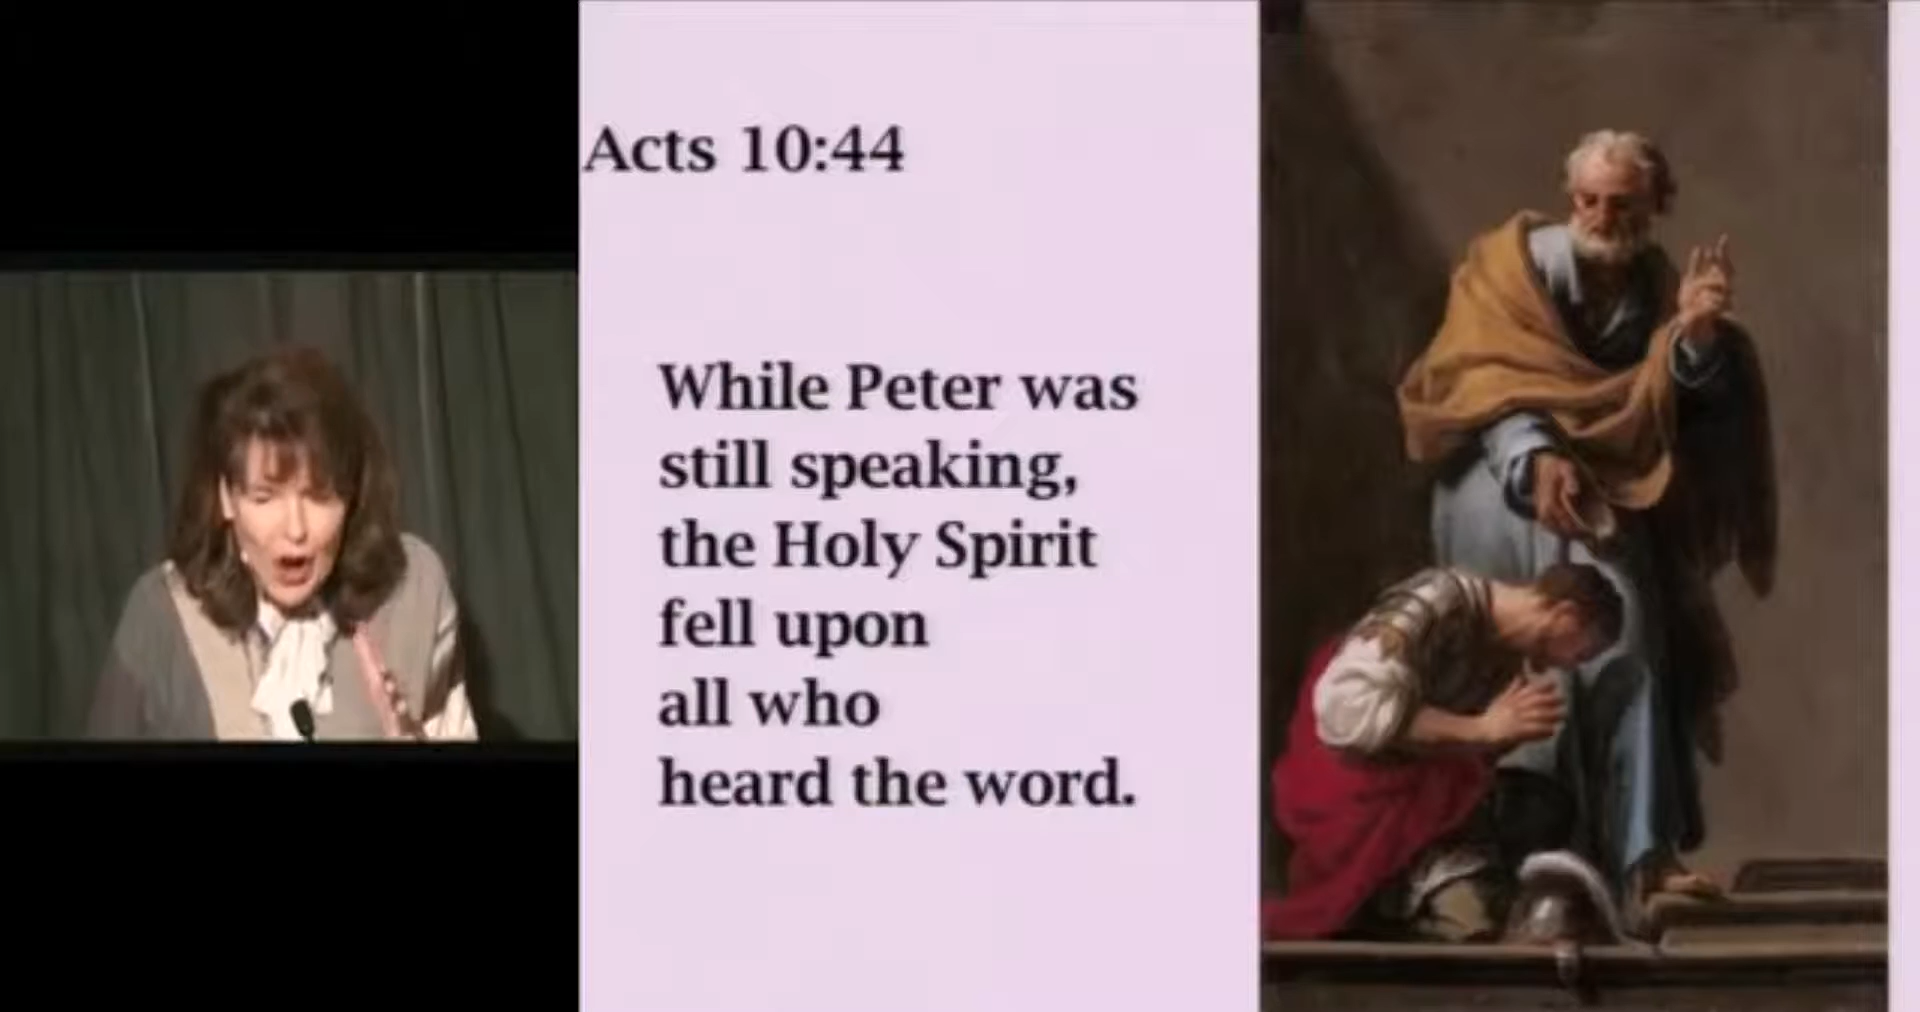 Acts 10:44
While Peter was
still speaking,
the Holy Spirit
fell upon
all who
heard the word.